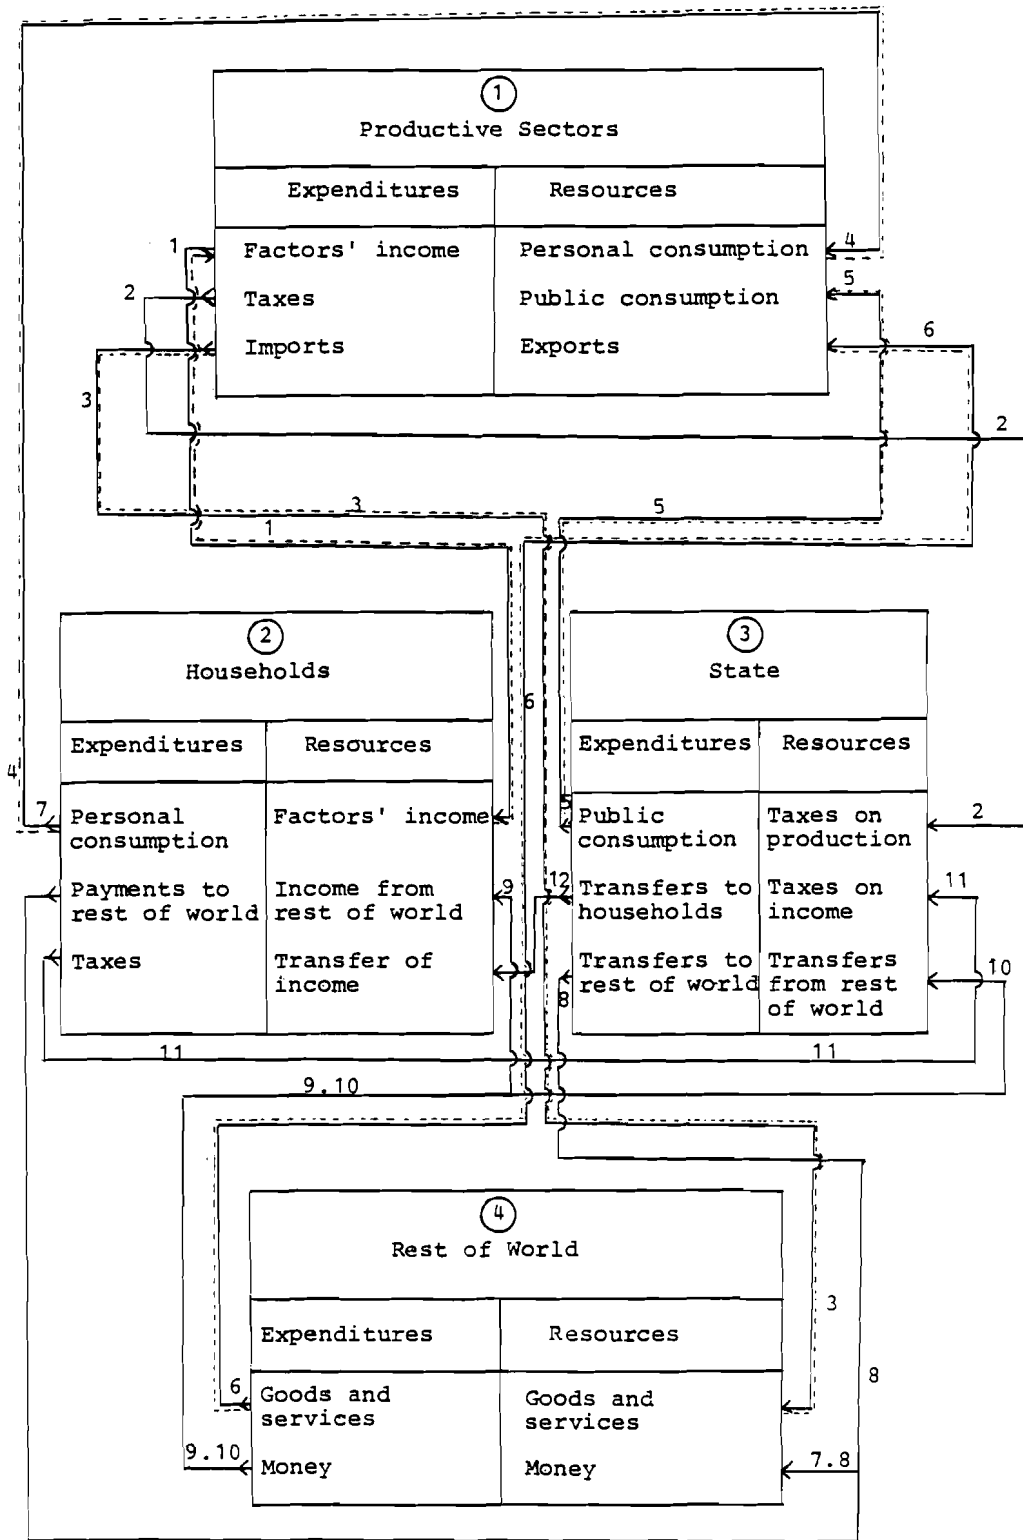 1
Productive Sectors
Expenditures Resources
1 Factors' income Personal consumption 4
2 Taxes Public consumption 5
3 Imports Exports 6
2
3 5
1
2
Households
3
State
6
Expenditures Resources
Expenditures Resources
4
7 Personal consumption
Factors' income
Payments to rest of world
Income from rest of world
9
Taxes
Transfer of income
5 Public consumption
Taxes on production
2
12 Transfers to households
Taxes on income
11
8 Transfers to rest of world
Transfers from rest of world
10
11 11
9.10
4
Rest of World
3
Expenditures Resources
8
6 Goods and services
Goods and services
9.10 Money Money 7.8